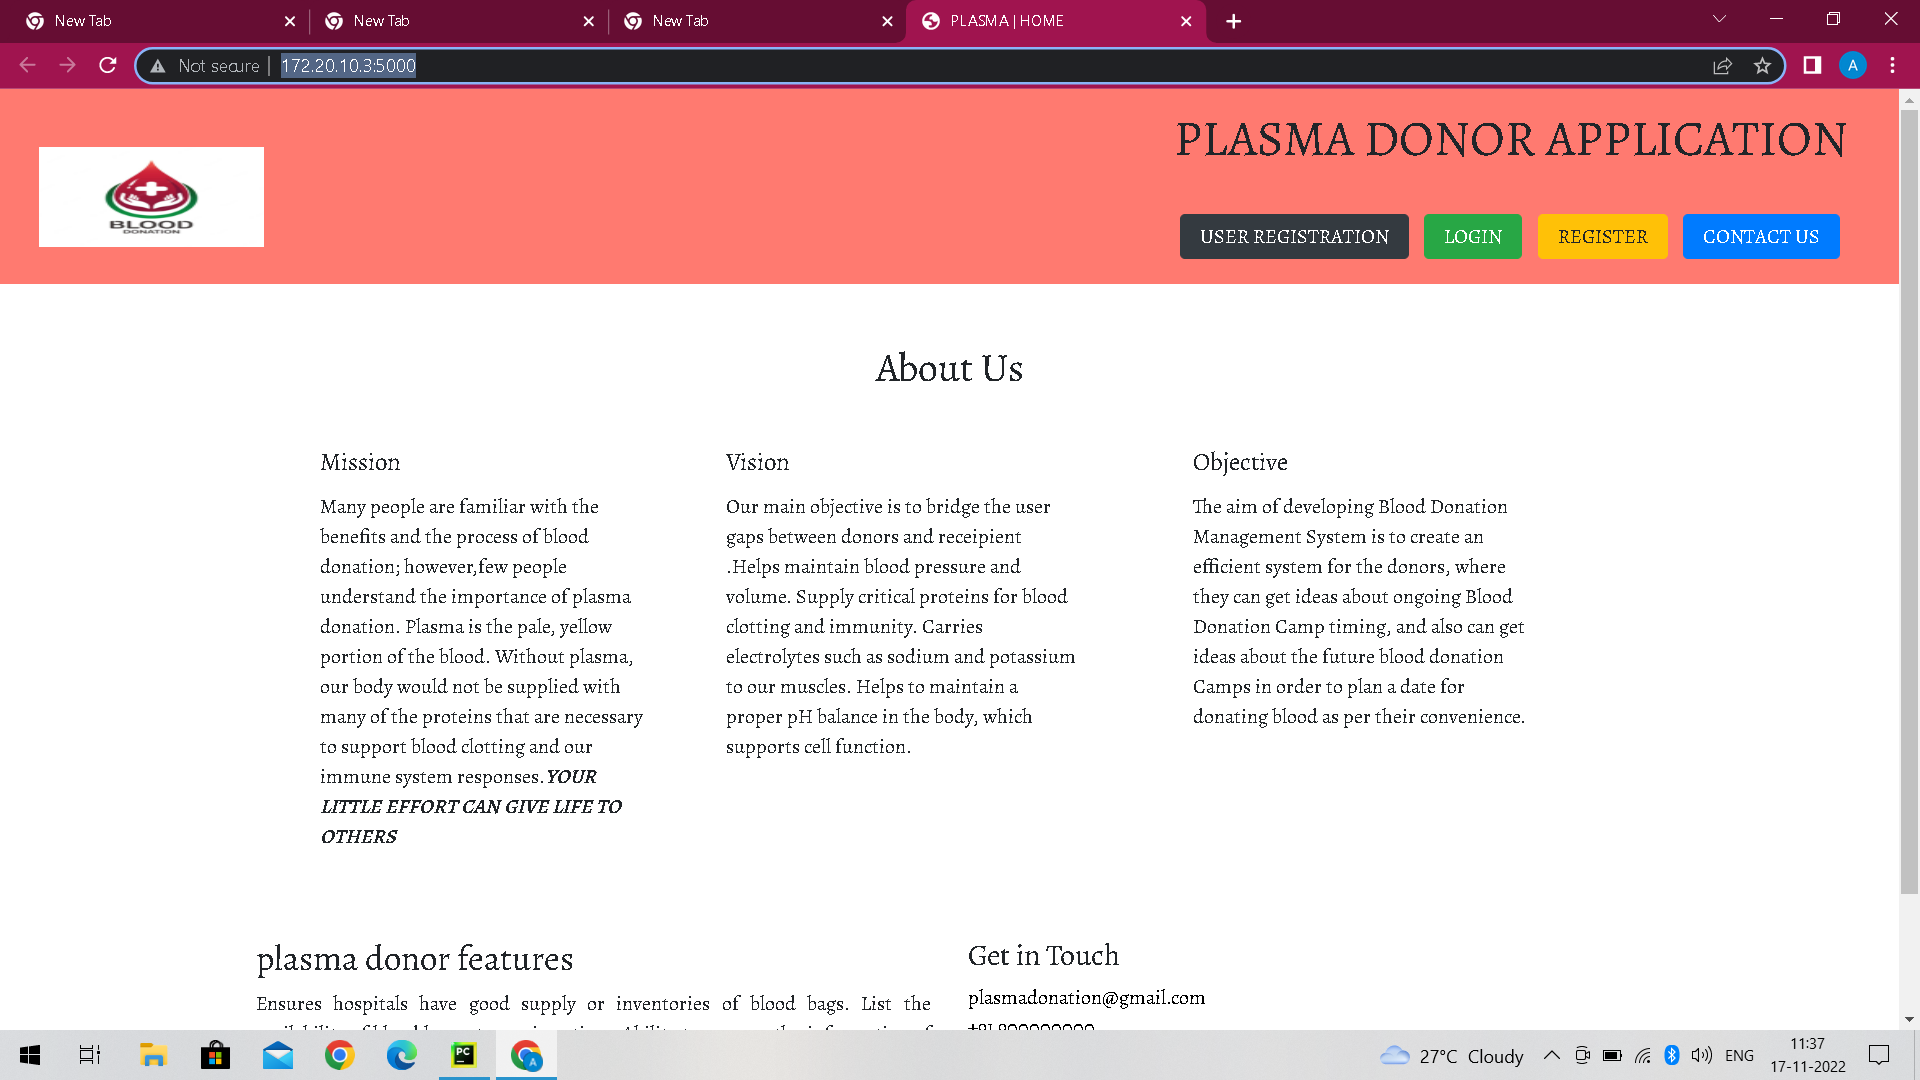 New Tab
New Tab
New Tab
PLASMA | HOME
Not secure
172.20.10.3:5000
A
PLASMA DONOR APPLICATION
BLOOD
DONATION
USER REGISTRATION
LOGIN
REGISTER
CONTACT US
About Us
Mission
Many people are familiar with the
benefits and the process of blood
donation; however,few people
understand the importance of plasma
donation. Plasma is the pale, yellow
portion of the blood. Without plasma,
our body would not be supplied with
many of the proteins that are necessary
to support blood clotting and our
immune system responses.YOUR
LITTLE EFFORT CAN GIVE LIFE TO
OTHERS
Vision
Our main objective is to bridge the user
gaps between donors and receipient
.Helps maintain blood pressure and
volume. Supply critical proteins for blood
clotting and immunity. Carries
electrolytes such as sodium and potassium
to our muscles. Helps to maintain a
proper pH balance in the body, which
supports cell function.
Objective
The aim of developing Blood Donation
Management System is to create an
efficient system for the donors, where
they can get ideas about ongoing Blood
Donation Camp timing, and also can get
ideas about the future blood donation
Camps in order to plan a date for
donating blood as per their convenience.
plasma donor features
Ensures hospitals have good supply or inventories of blood bags. List the
Get in Touch
plasmadonation@gmail.com
PC
A
27°C Cloudy
ENG
11:37
17-11-2022